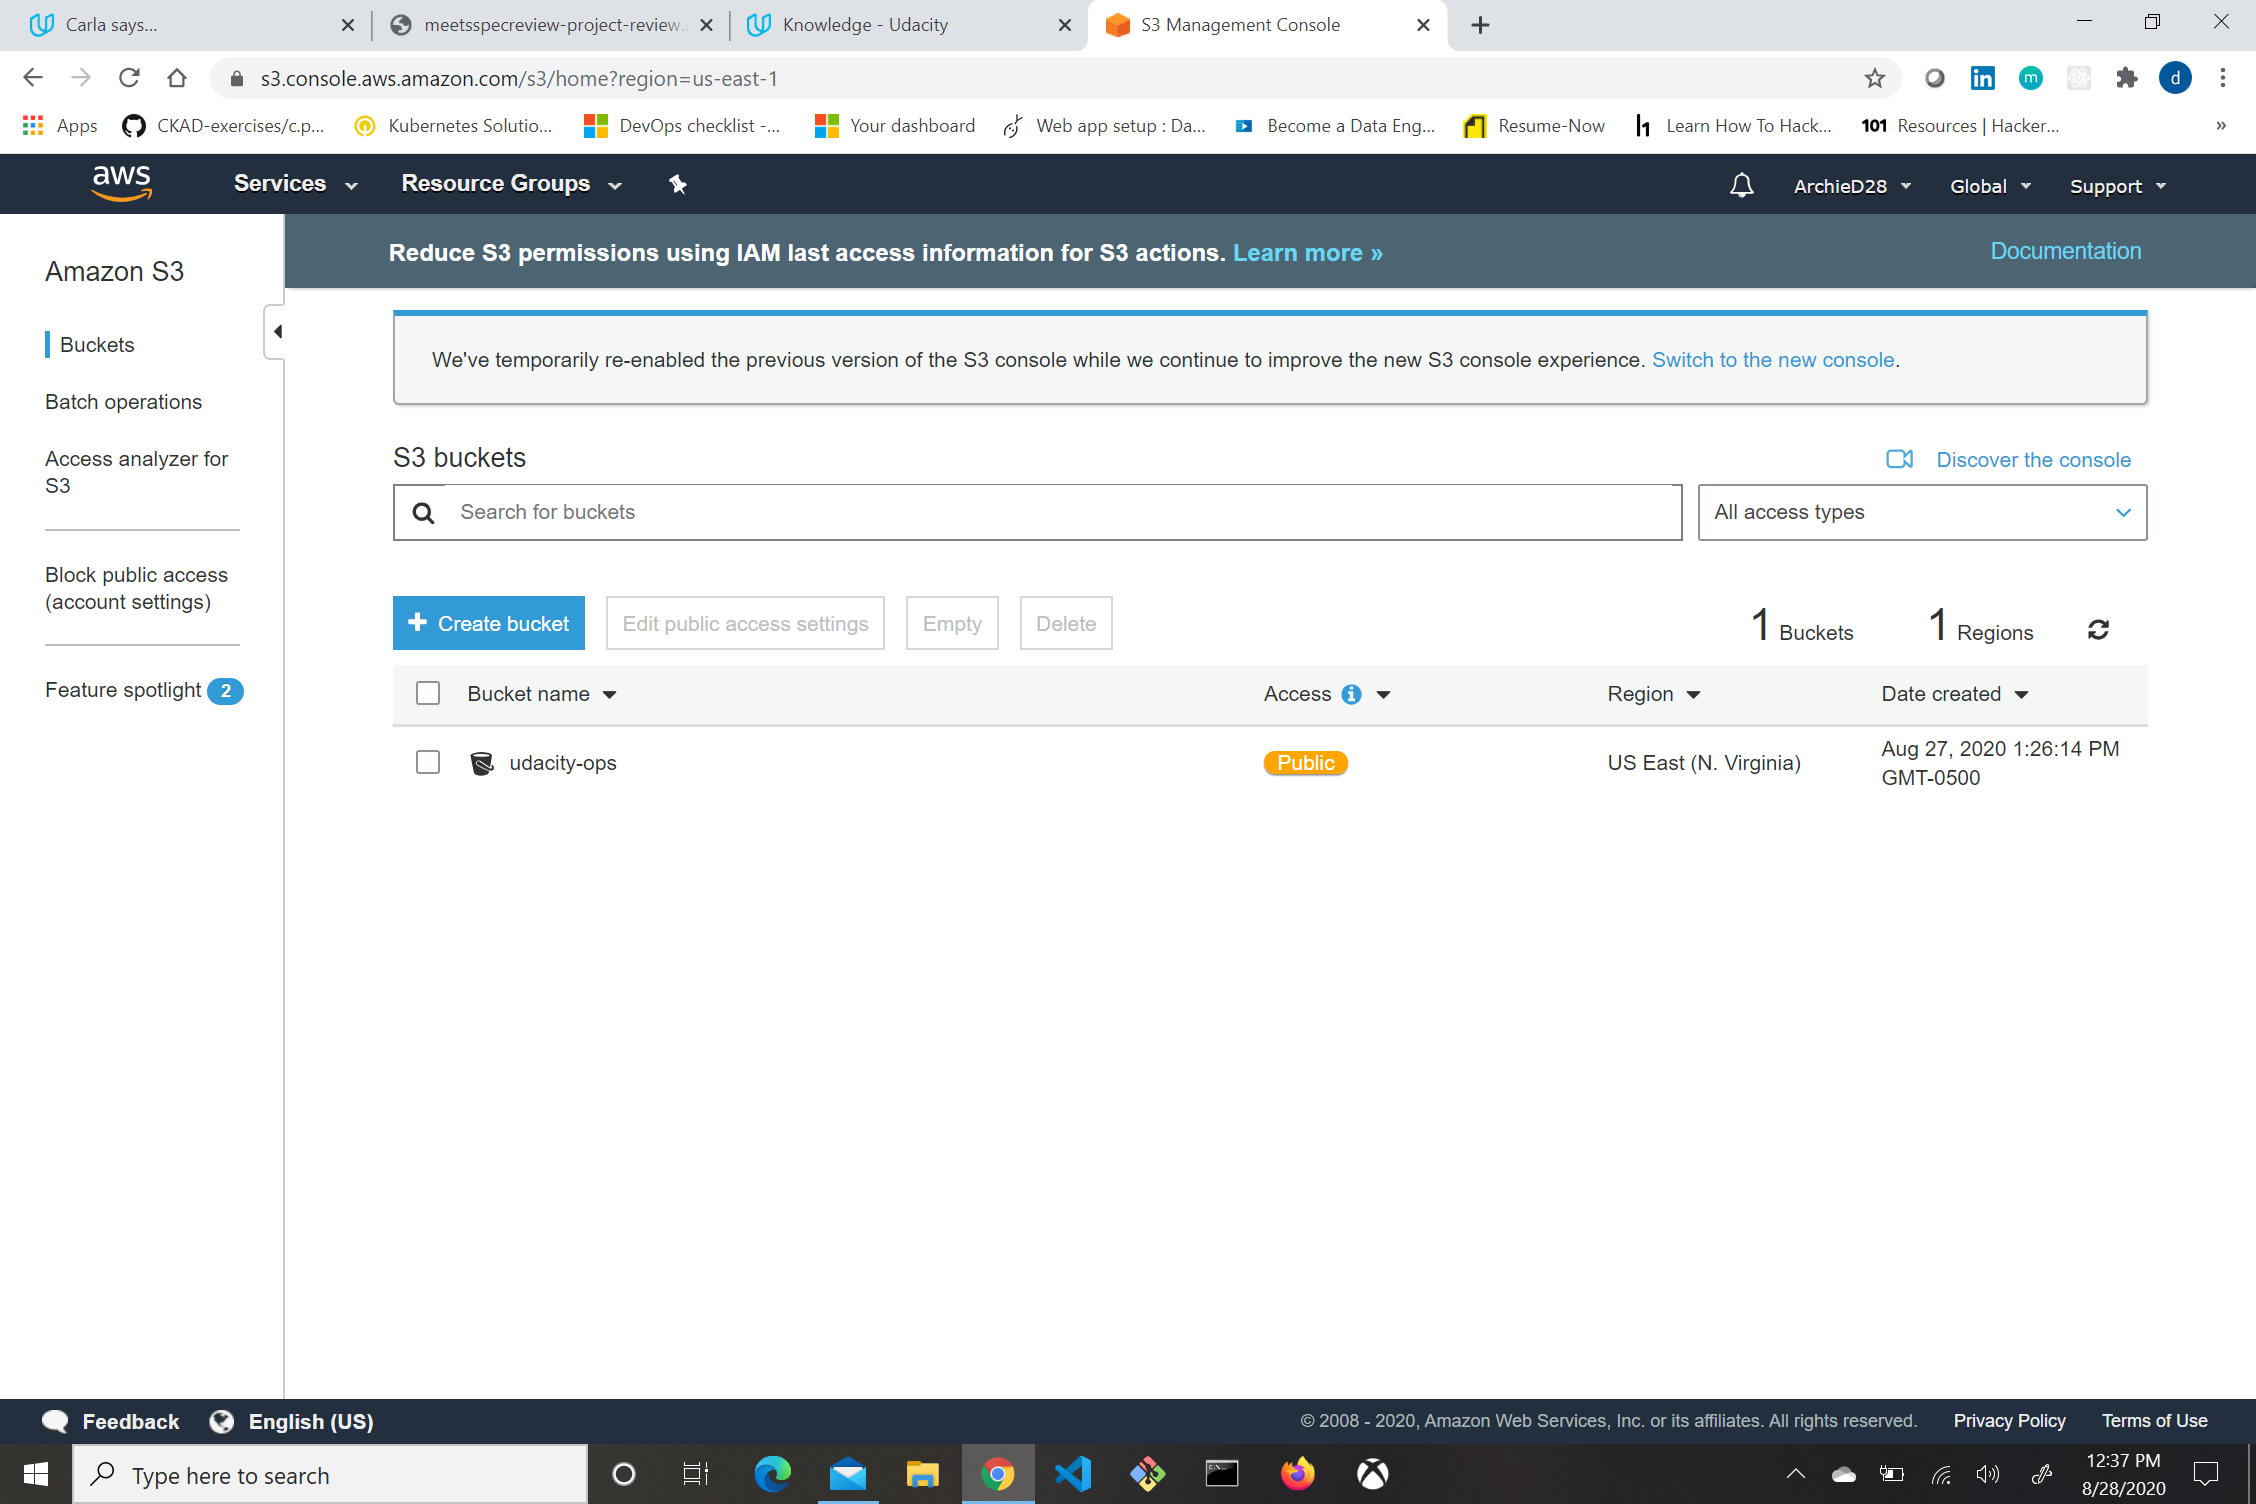 Carla says...
meetsspecreview-project-review.
Knowledge - Udacity
S3 Management Console
s3.console.aws.amazon.com/s3/home?region=us-east-1
in
m
d
Apps
CKAD-exercises/c.p...
Kubernetes Solutio...
DevOps checklist -...
Your dashboard
Web app setup : Da...
Become a Data Eng...
Resume-Now
Learn How To Hack...
101 Resources | Hacker...
»
aws
Services
Resource Groups
ArchieD28
Global
Support
Amazon S3
Buckets
Batch operations
Access analyzer for
S3
Block public access
(account settings)
Feature spotlight 2
Reduce S3 permissions using IAM last access information for S3 actions. Learn more »
Documentation
We've temporarily re-enabled the previous version of the S3 console while we continue to improve the new S3 console experience. Switch to the new console.
S3 buckets
Discover the console
Search for buckets
All access types
+ Create bucket
Edit public access settings
Empty
Delete
1 Buckets
1 Regions
Bucket name
Access
Region
Date created
udacity-ops
Public
US East (N. Virginia)
Aug 27, 2020 1:26:14 PM
GMT-0500
Feedback
English (US)
© 2008 - 2020, Amazon Web Services, Inc. or its affiliates. All rights reserved.
Privacy Policy
Terms of Use
Type here to search
12:37 PM
8/28/2020